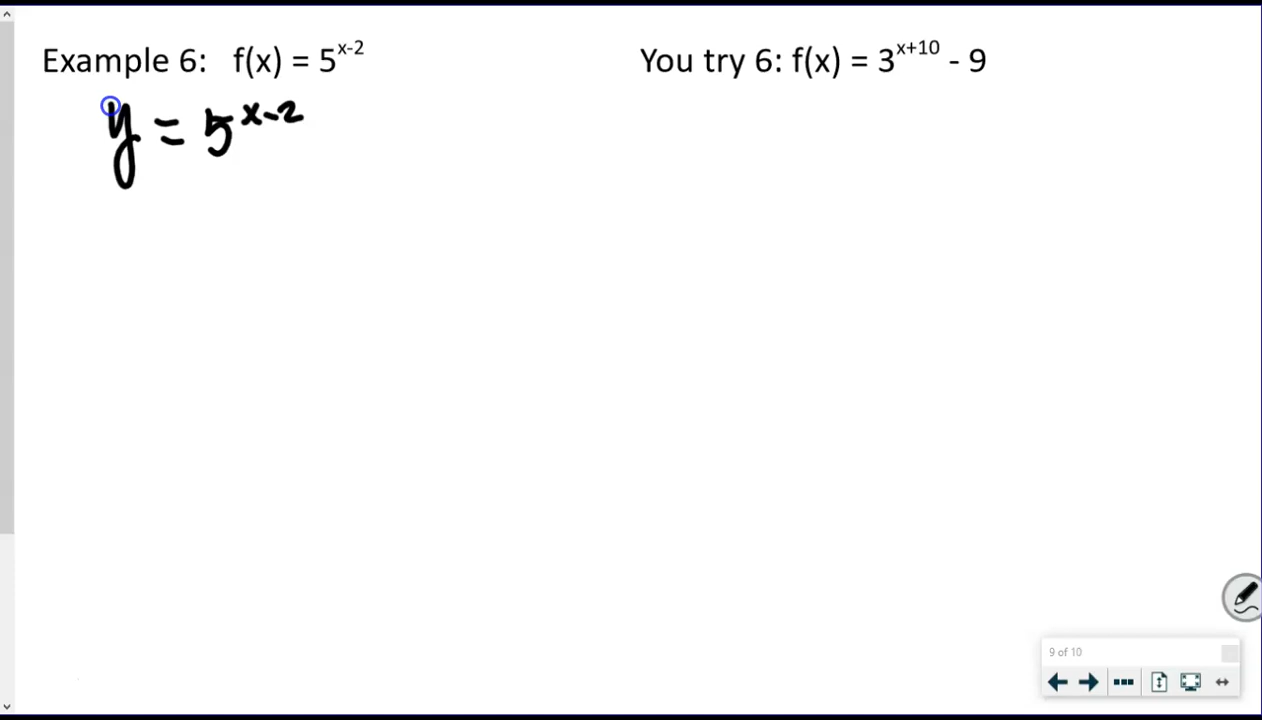 Example 6: f(x) = 5^{x-2}
y = 5^{x-2}
You try 6: f(x) = 3^{x+10} - 9
9 of 10